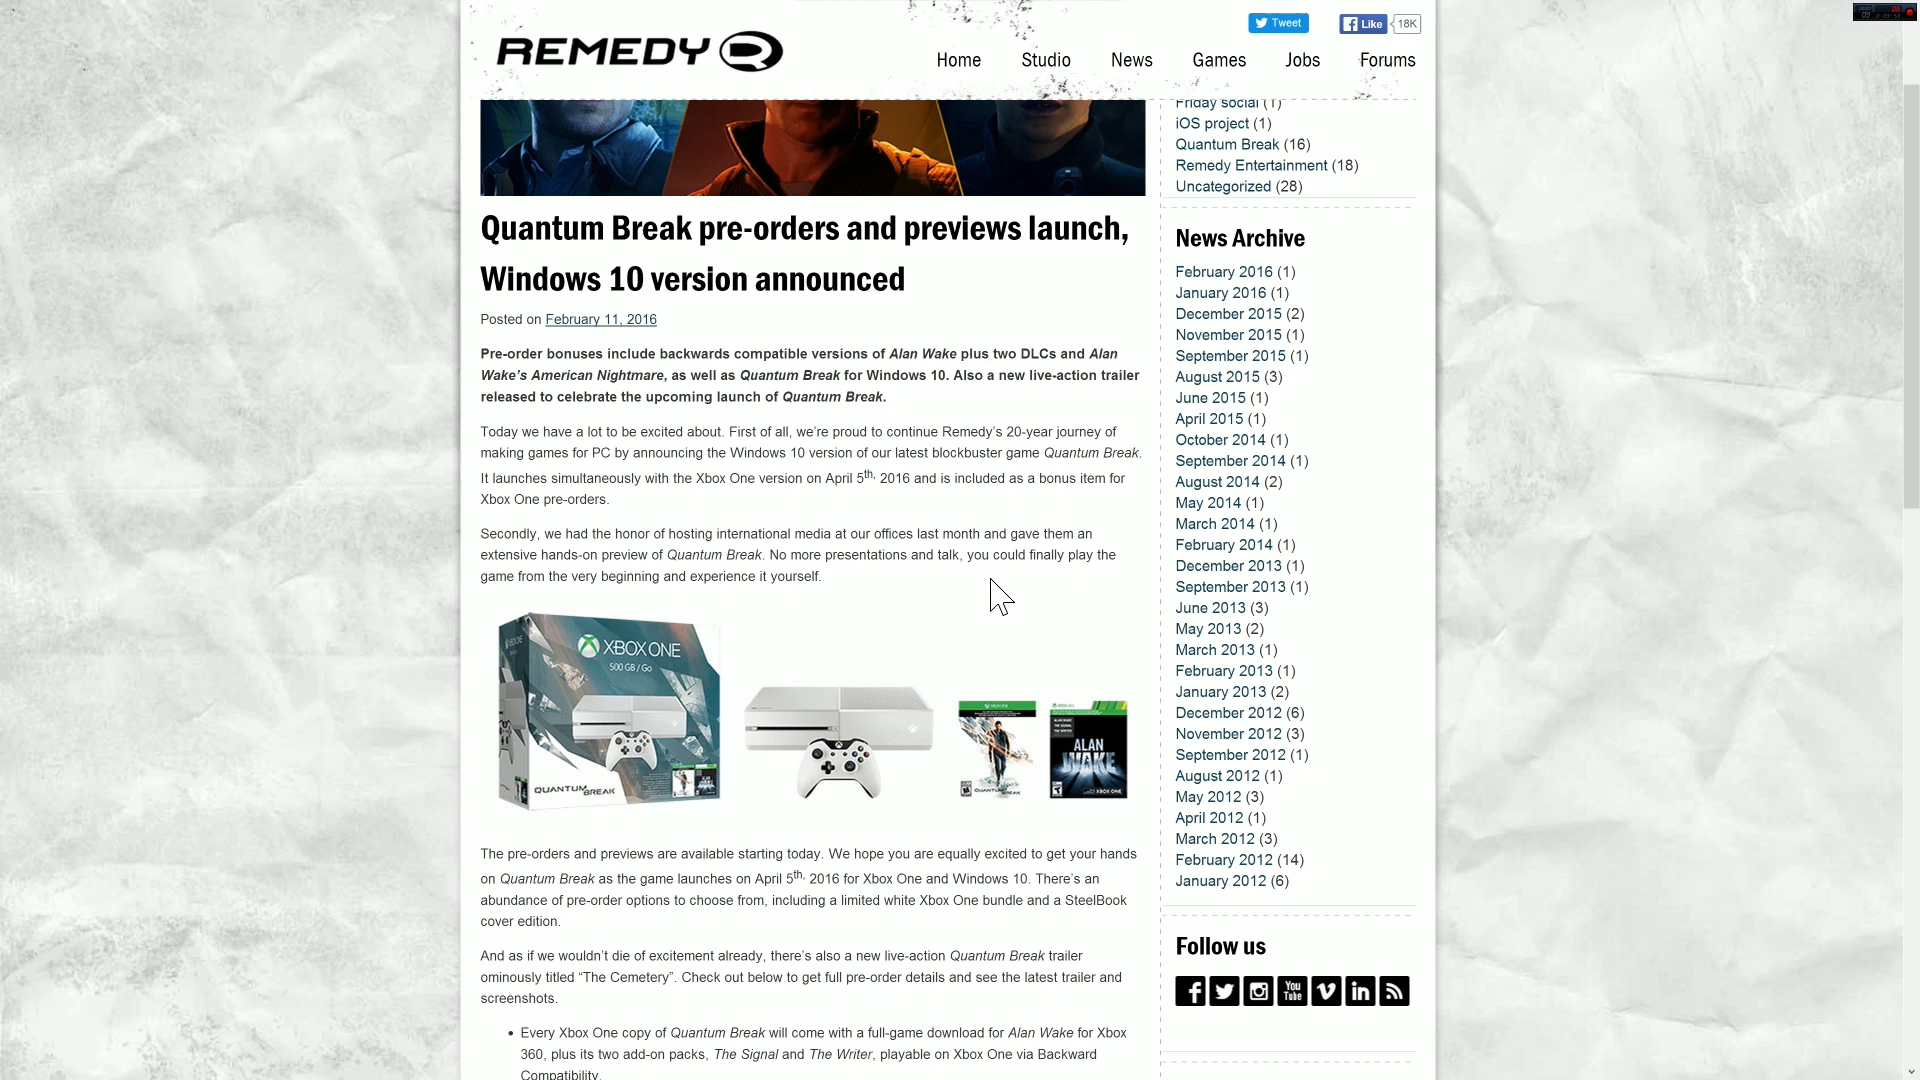 Tweet
Like
18K
REMEDY
Home
Studio
News
Games
Jobs
Forums
Friday social (1)
iOS project (1)
Quantum Break (16)
Remedy Entertainment (18)
Uncategorized (28)
Quantum Break pre-orders and previews launch,
Windows 10 version announced
Posted on February 11, 2016
Pre-order bonuses include backwards compatible versions of Alan Wake plus two DLCs and Alan
Wake’s American Nightmare, as well as Quantum Break for Windows 10. Also a new live-action trailer
released to celebrate the upcoming launch of Quantum Break.
Today we have a lot to be excited about. First of all, we’re proud to continue Remedy’s 20-year journey of
making games for PC by announcing the Windows 10 version of our latest blockbuster game Quantum Break.
It launches simultaneously with the Xbox One version on April 5th, 2016 and is included as a bonus item for
Xbox One pre-orders.
Secondly, we had the honor of hosting international media at our offices last month and gave them an
extensive hands-on preview of Quantum Break. No more presentations and talk, you could finally play the
game from the very beginning and experience it yourself.
XBOX ONE
500 GB / Go
QUANTUM BREAK
QUANTUM BREAK
ALAN
WAKE
XBOX ONE
The pre-orders and previews are available starting today. We hope you are equally excited to get your hands
on Quantum Break as the game launches on April 5th, 2016 for Xbox One and Windows 10. There’s an
abundance of pre-order options to choose from, including a limited white Xbox One bundle and a SteelBook
cover edition.
And as if we wouldn’t die of excitement already, there’s also a new live-action Quantum Break trailer
ominously titled “The Cemetery”. Check out below to get full pre-order details and see the latest trailer and
screenshots.
• Every Xbox One copy of Quantum Break will come with a full-game download for Alan Wake for Xbox
360, plus its two add-on packs, The Signal and The Writer, playable on Xbox One via Backward
Compatibility.
News Archive
February 2016 (1)
January 2016 (1)
December 2015 (2)
November 2015 (1)
September 2015 (1)
August 2015 (3)
June 2015 (1)
April 2015 (1)
October 2014 (1)
September 2014 (1)
August 2014 (2)
May 2014 (1)
March 2014 (1)
February 2014 (1)
December 2013 (1)
September 2013 (1)
June 2013 (3)
May 2013 (2)
March 2013 (1)
February 2013 (1)
January 2013 (2)
December 2012 (6)
November 2012 (3)
September 2012 (1)
August 2012 (1)
May 2012 (3)
April 2012 (1)
March 2012 (3)
February 2012 (14)
January 2012 (6)
Follow us
You
Tube
in